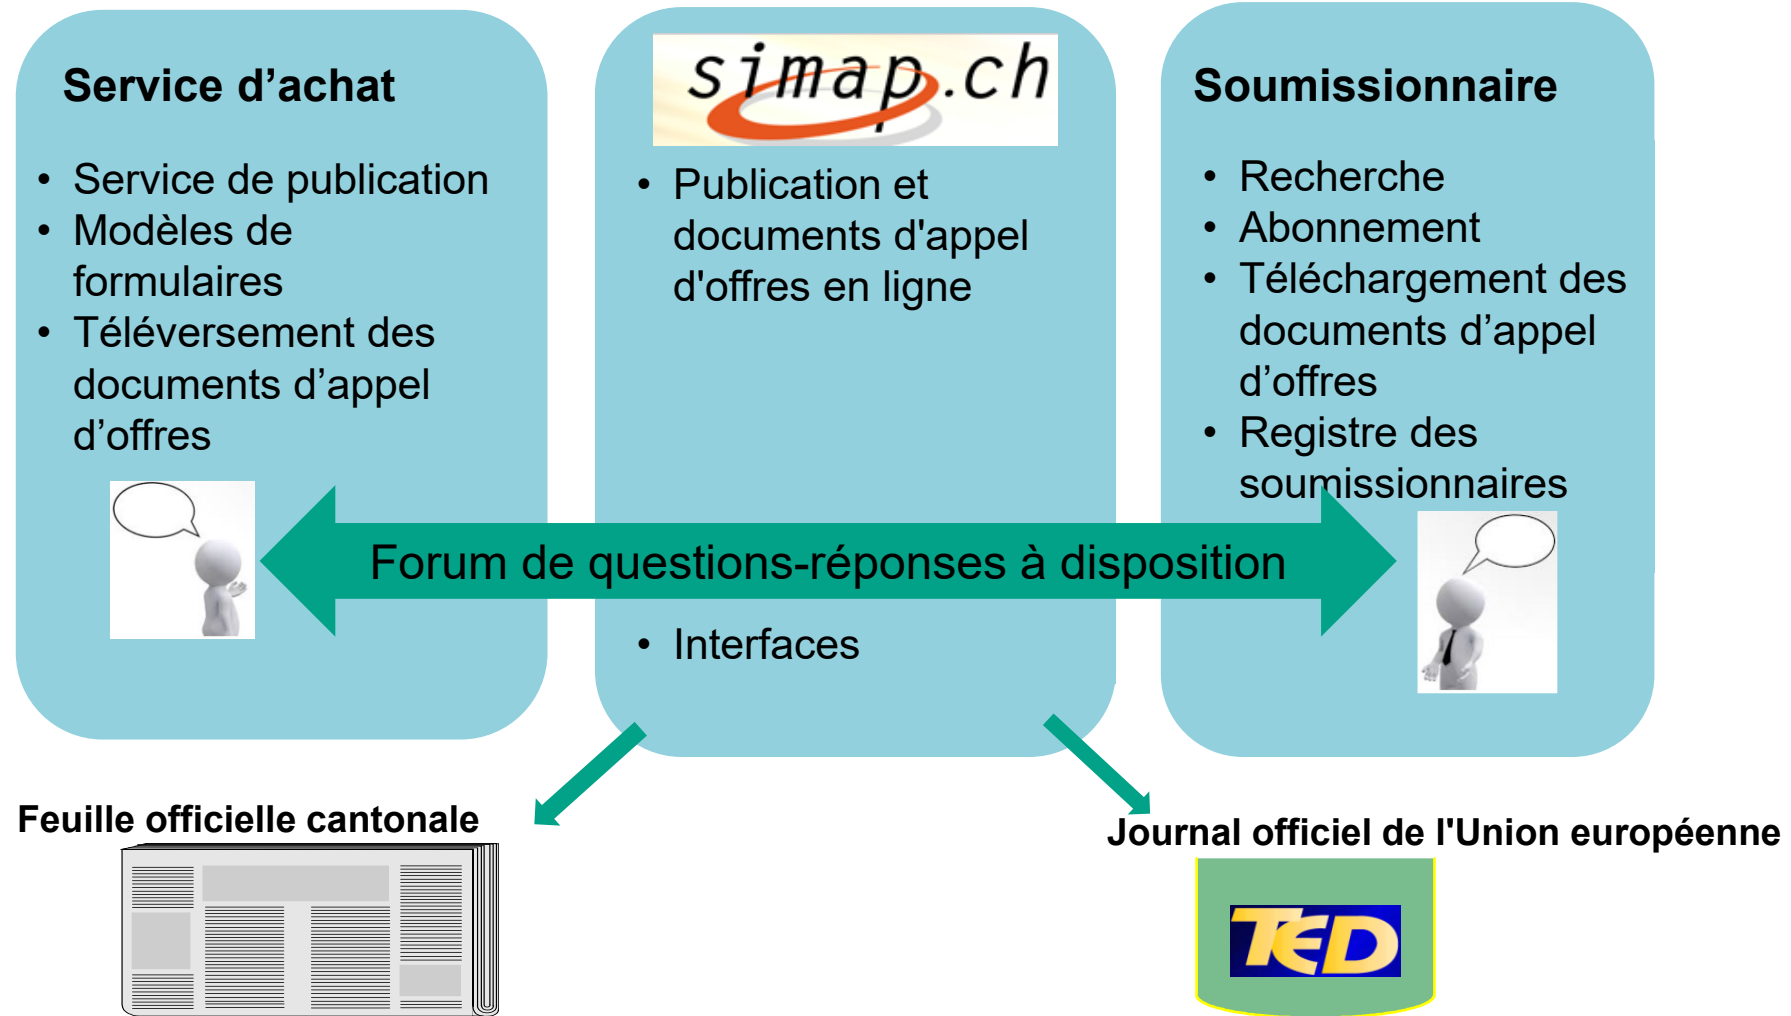 Service d’achat
• Service de publication
• Modèles de
formulaires
• Téléversement des
documents d’appel
d’offres
simap.ch
• Publication et
documents d'appel
d'offres en ligne
Soumissionnaire
• Recherche
• Abonnement
• Téléchargement des
documents d’appel
d’offres
• Registre des
soumissionnaires
Forum de questions-réponses à disposition
• Interfaces
Feuille officielle cantonale
Journal officiel de l'Union européenne
TED